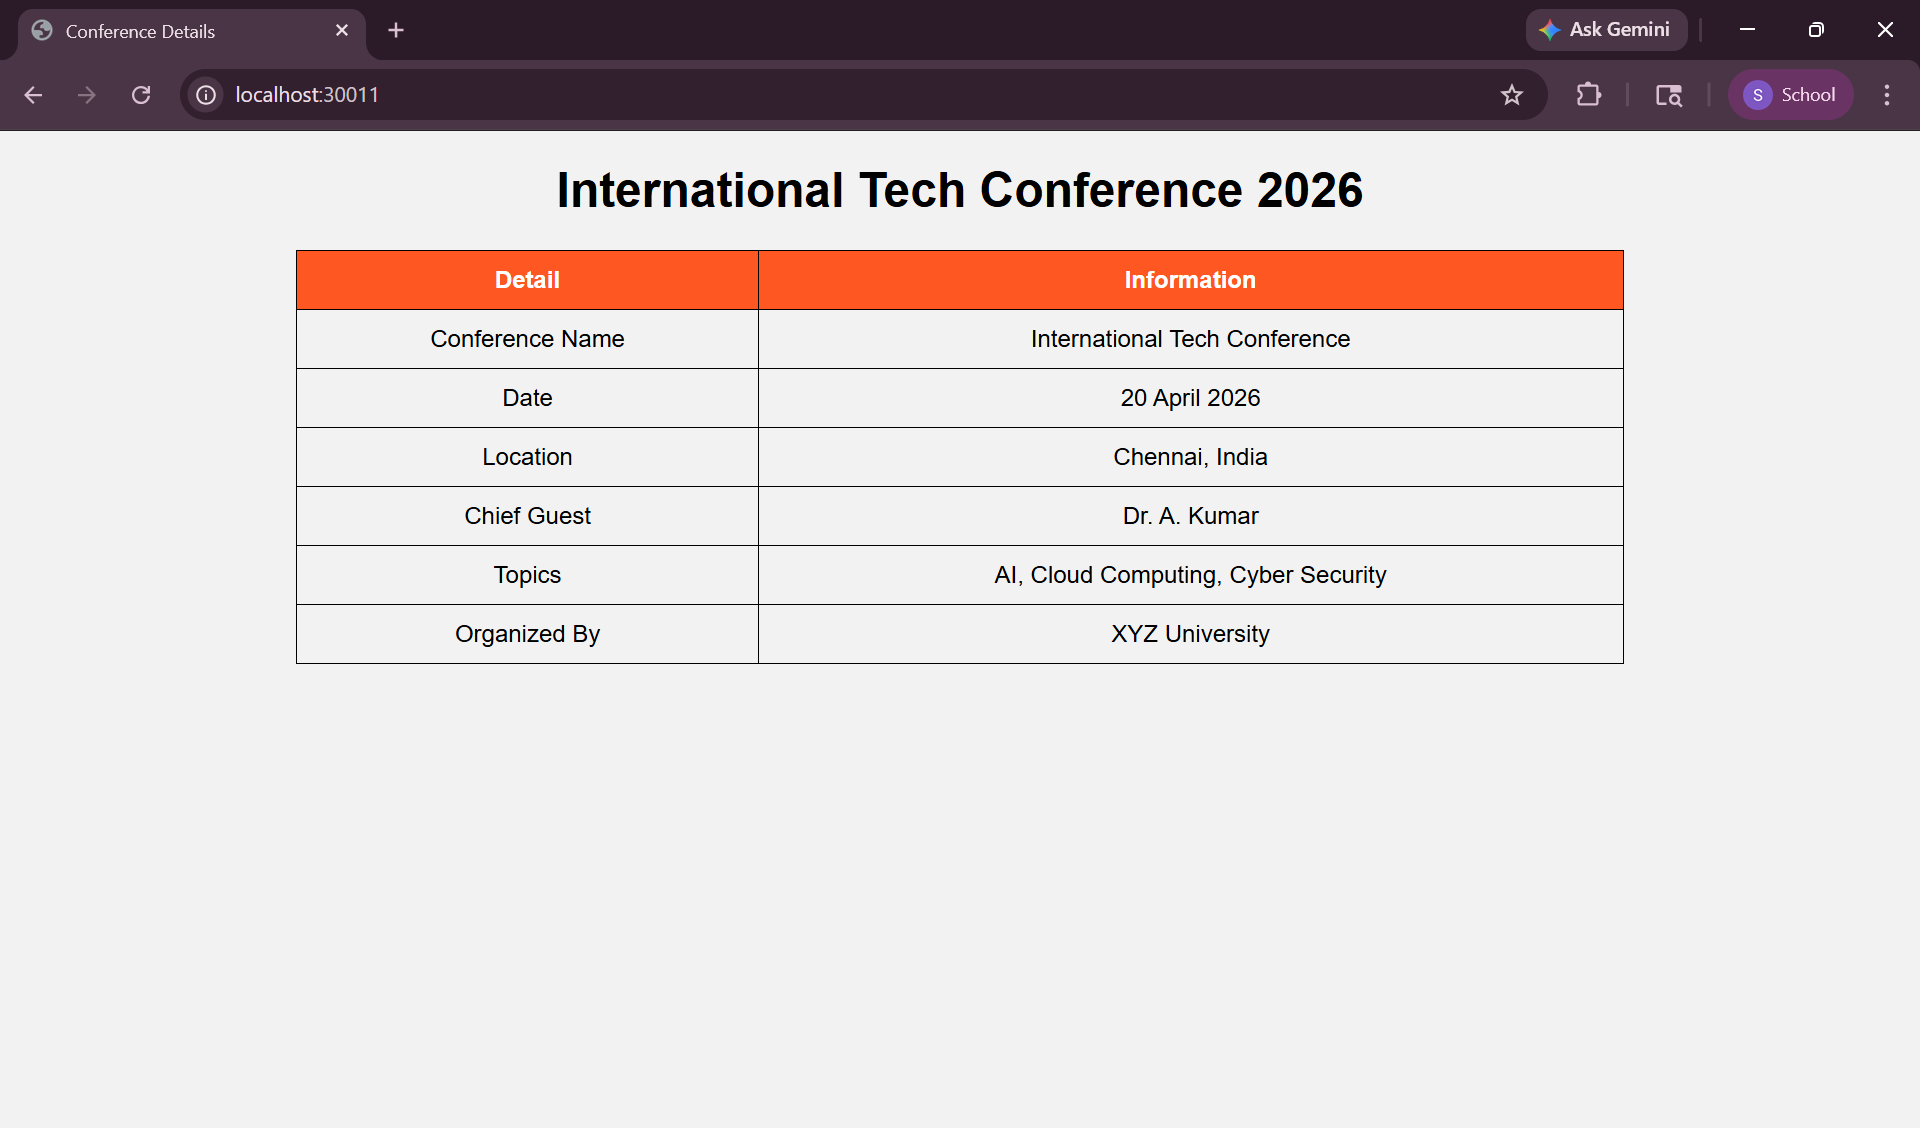 Conference Details
Ask Gemini
localhost:30011
S School
International Tech Conference 2026
Detail Information
Conference Name International Tech Conference
Date 20 April 2026
Location Chennai, India
Chief Guest Dr. A. Kumar
Topics AI, Cloud Computing, Cyber Security
Organized By XYZ University